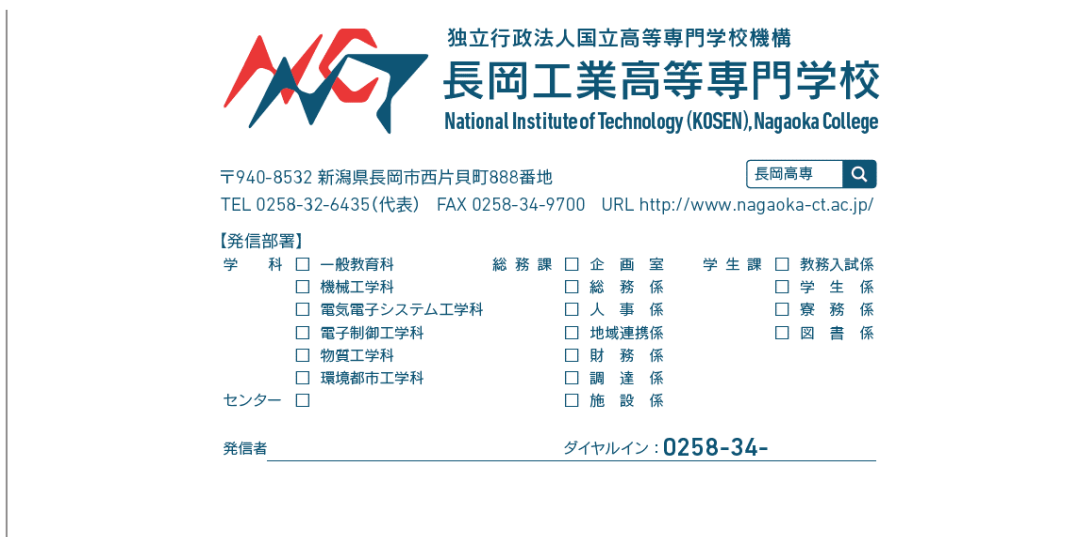 独立行政法人国立高等専門学校機構
長岡工業高等専門学校
National Institute of Technology (KOSEN), Nagaoka College
長岡高専
〒940-8532 新潟県長岡市西片貝町888番地
TEL 0258-32-6435(代表) FAX 0258-34-9700 URL http://www.nagaoka-ct.ac.jp/
【発信部署】
学 科 □ 一般教育科 総務課 □ 企画室 学生課 □ 教務入試係
□ 機械工学科 □ 総務係 □ 学生係
□ 電気電子システム工学科 □ 人事係 □ 寮務係
□ 電子制御工学科 □ 地域連携係 □ 図書係
□ 物質工学科 □ 財務係
□ 環境都市工学科 □ 調達係
センター □ □ 施設係
発信者 ダイヤルイン:0258-34-